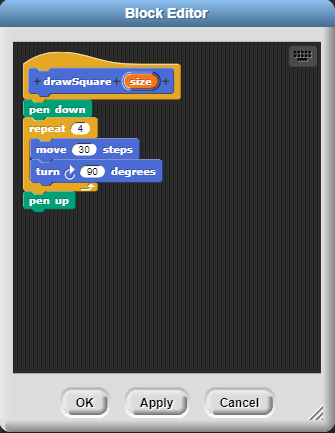 Block Editor
+ drawSquare + size +
pen down
repeat 4
move 30 steps
turn 90 degrees
pen up
OK Apply Cancel